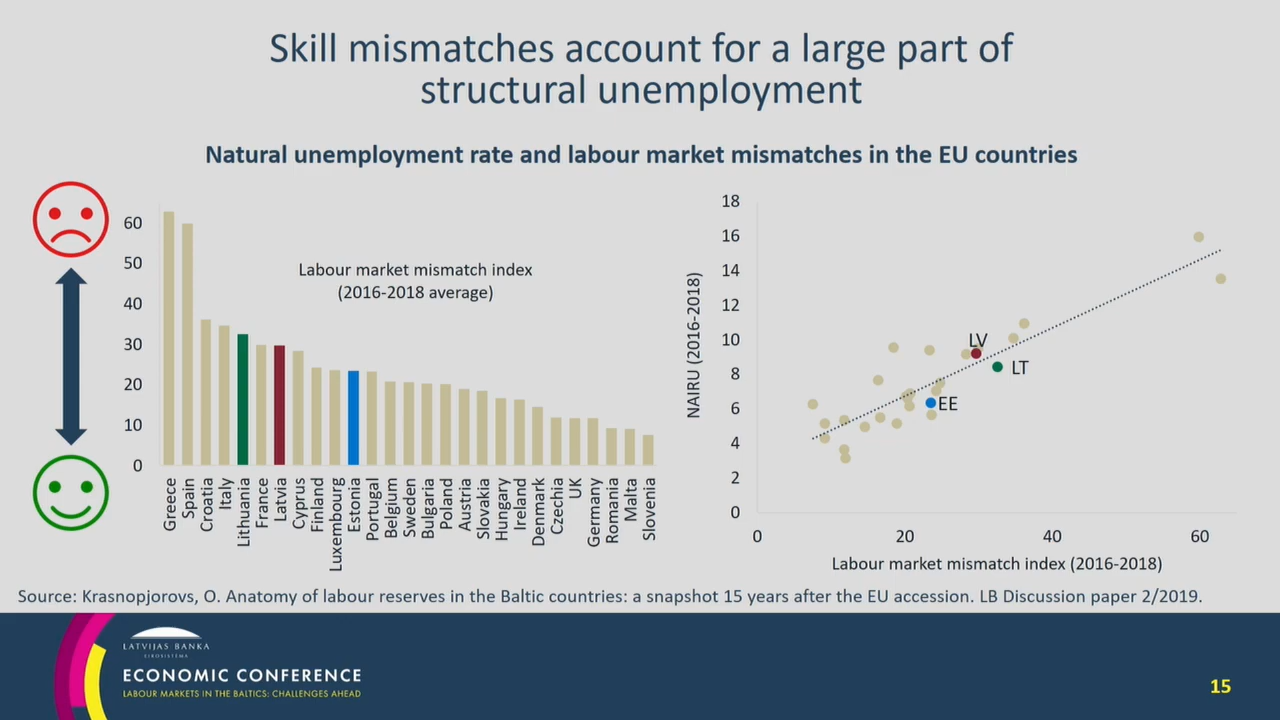 Skill mismatches account for a large part of
structural unemployment
Natural unemployment rate and labour market mismatches in the EU countries
60
50
40
30
20
10
0
Labour market mismatch index
(2016-2018 average)
Greece
Spain
Croatia
Italy
Lithuania
France
Latvia
Cyprus
Finland
Luxembourg
Estonia
Portugal
Belgium
Sweden
Bulgaria
Poland
Austria
Slovakia
Hungary
Ireland
Denmark
Czechia
UK
Germany
Romania
Malta
Slovenia
NAIRU (2016-2018)
18
16
14
12
10
8
6
4
2
0
LV
LT
EE
0
20
40
60
Labour market mismatch index (2016-2018)
Source: Krasnopjorovs, O. Anatomy of labour reserves in the Baltic countries: a snapshot 15 years after the EU accession. LB Discussion paper 2/2019.
LATVIJAS BANKA
EIROSISTĒMA
ECONOMIC CONFERENCE
LABOUR MARKETS IN THE BALTICS: CHALLENGES AHEAD
15